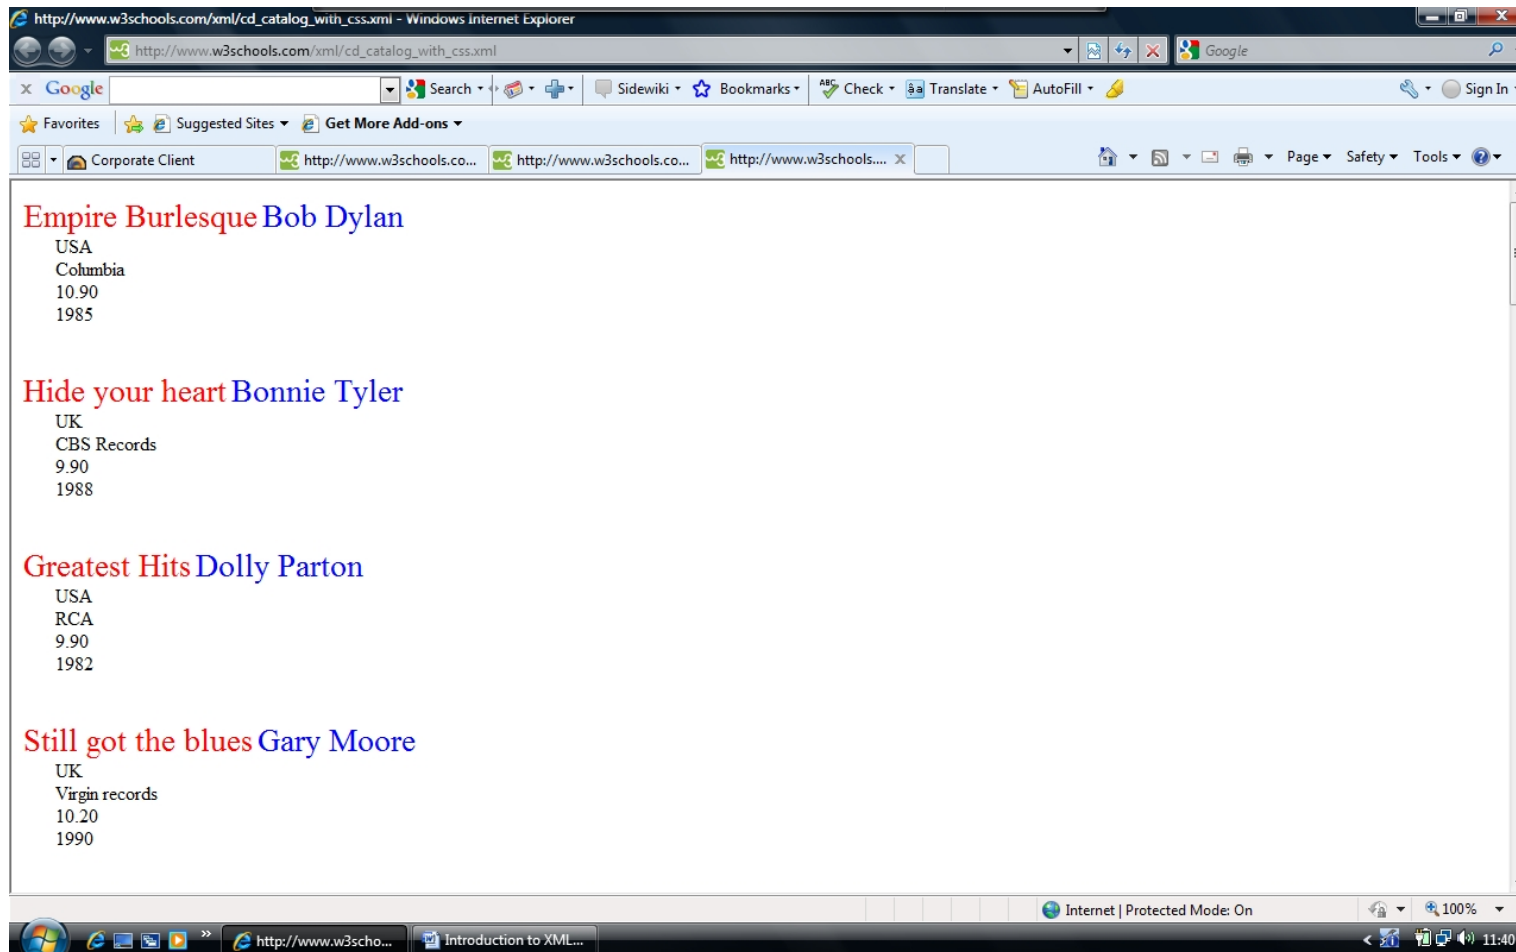 http://www.w3schools.com/xml/cd_catalog_with_css.xml - Windows Internet Explorer
http://www.w3schools.com/xml/cd_catalog_with_css.xml Google
x Google Search Sidewiki Bookmarks ABC Check Translate AutoFill Sign In
Favorites Suggested Sites Get More Add-ons
Corporate Client http://www.w3schools.co... http://www.w3schools.co... http://www.w3schools.... X Page Safety Tools
Empire Burlesque Bob Dylan
USA
Columbia
10.90
1985
Hide your heart Bonnie Tyler
UK
CBS Records
9.90
1988
Greatest Hits Dolly Parton
USA
RCA
9.90
1982
Still got the blues Gary Moore
UK
Virgin records
10.20
1990
Internet | Protected Mode: On 100%
http://www.w3scho... Introduction to XML... 11:40